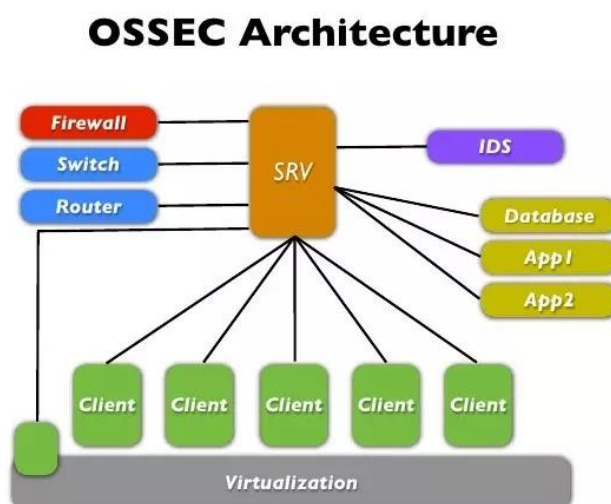 OSSEC Architecture
Firewall
Switch
Router
SRV
IDS
Database
App1
App2
Client
Client
Client
Client
Client
Virtualization